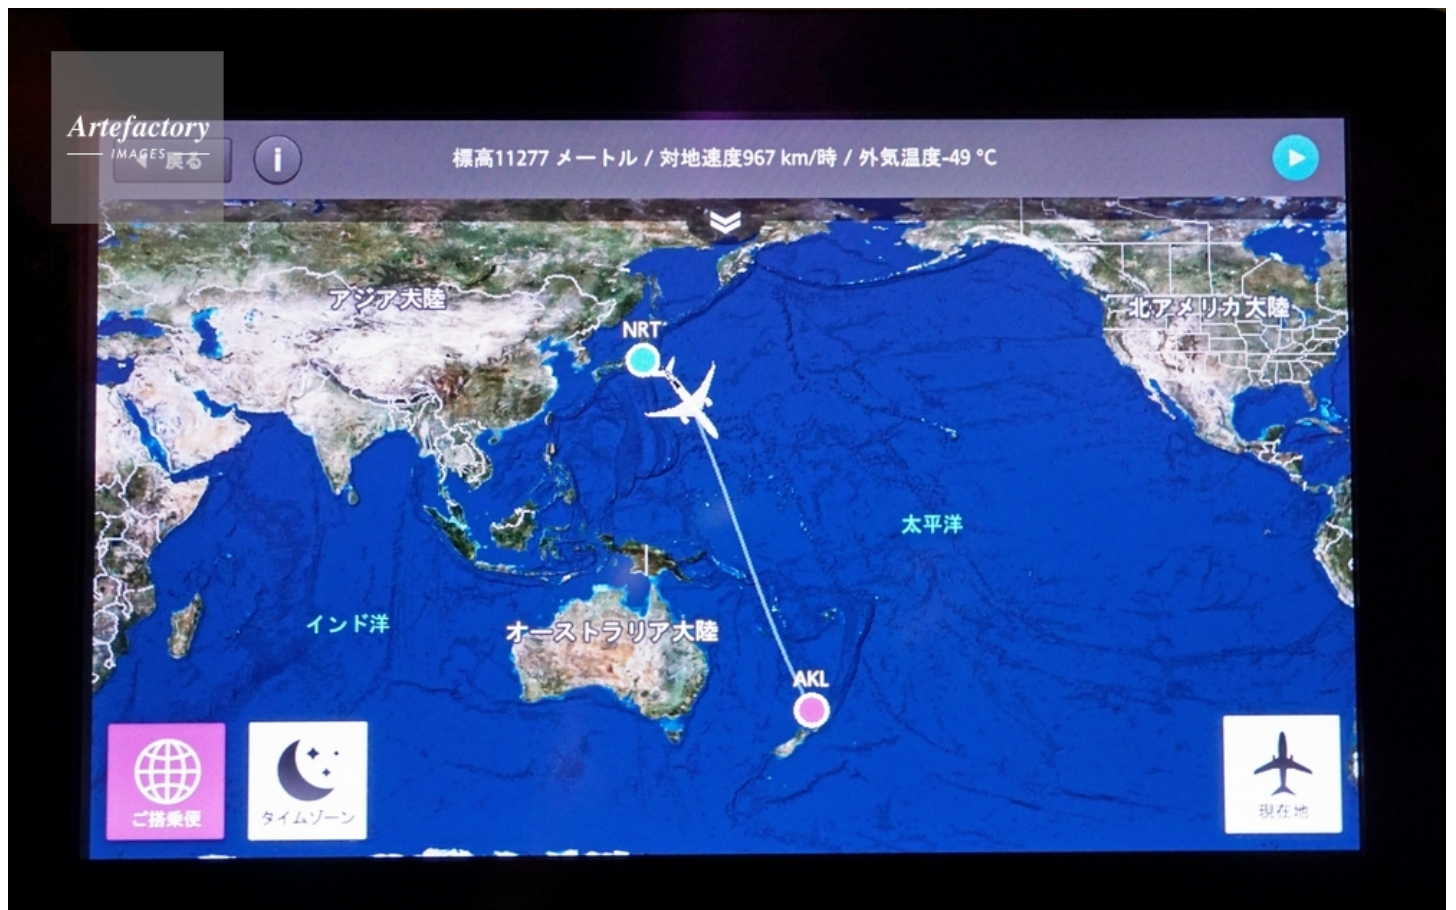 Artefactory
IMAGES
戻る
i
標高11277 メートル / 対地速度967 km/時 / 外気温度-49 °C
アジア大陸
北アメリカ大陸
NRT
太平洋
インド洋
オーストラリア大陸
AKL
ご搭乗便
タイムゾーン
現在地